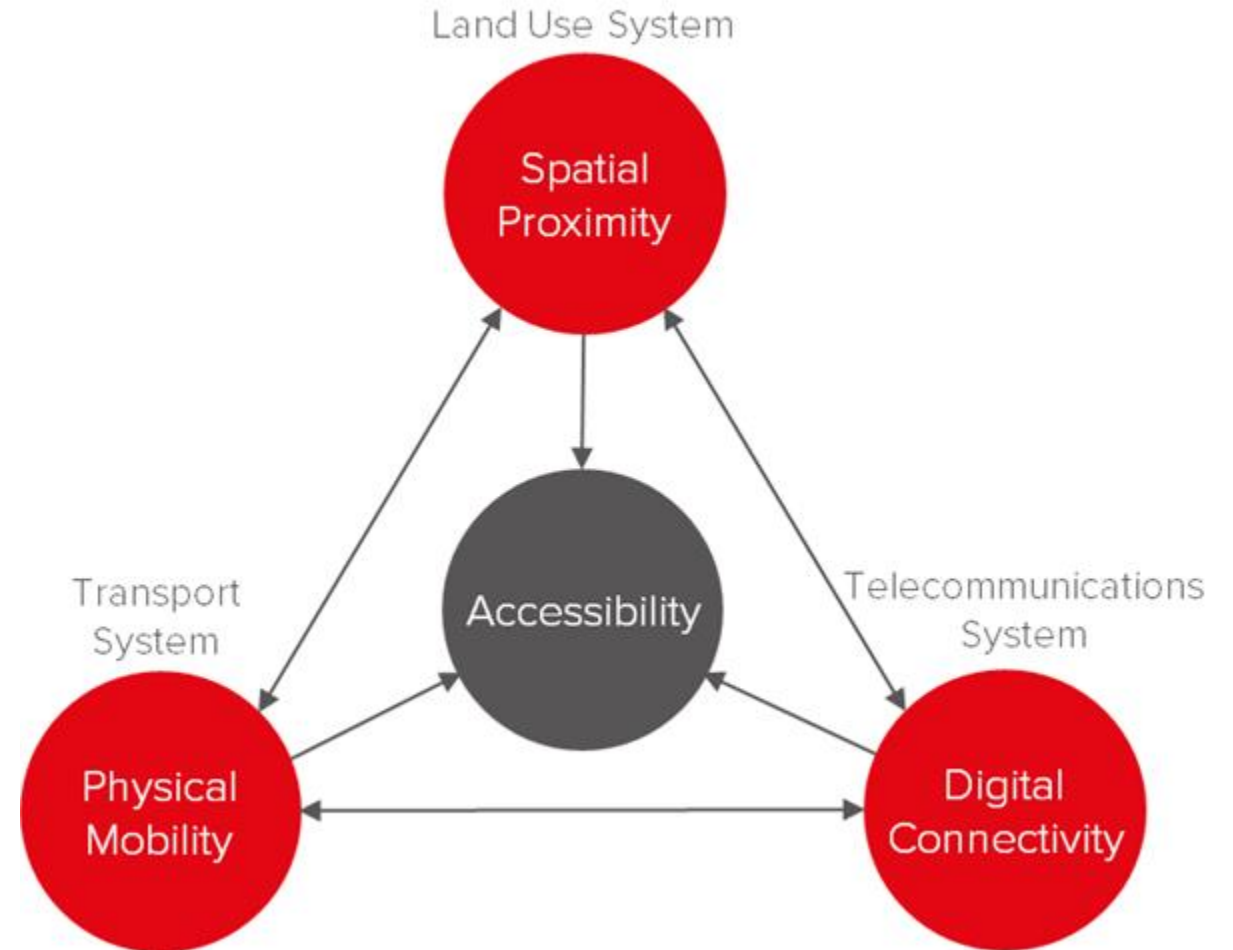 Land Use System
Spatial
Proximity
Transport
System
Accessibility
Telecommunications
System
Physical
Mobility
Digital
Connectivity